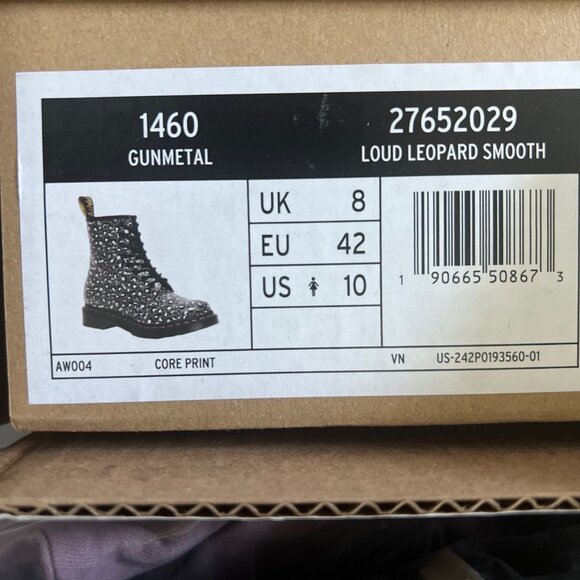 1460
GUNMETAL
27652029
LOUD LEOPARD SMOOTH
UK 8
EU 42
US 10
1 90665 50867 3
AW004 CORE PRINT VN US-242P0193560-01